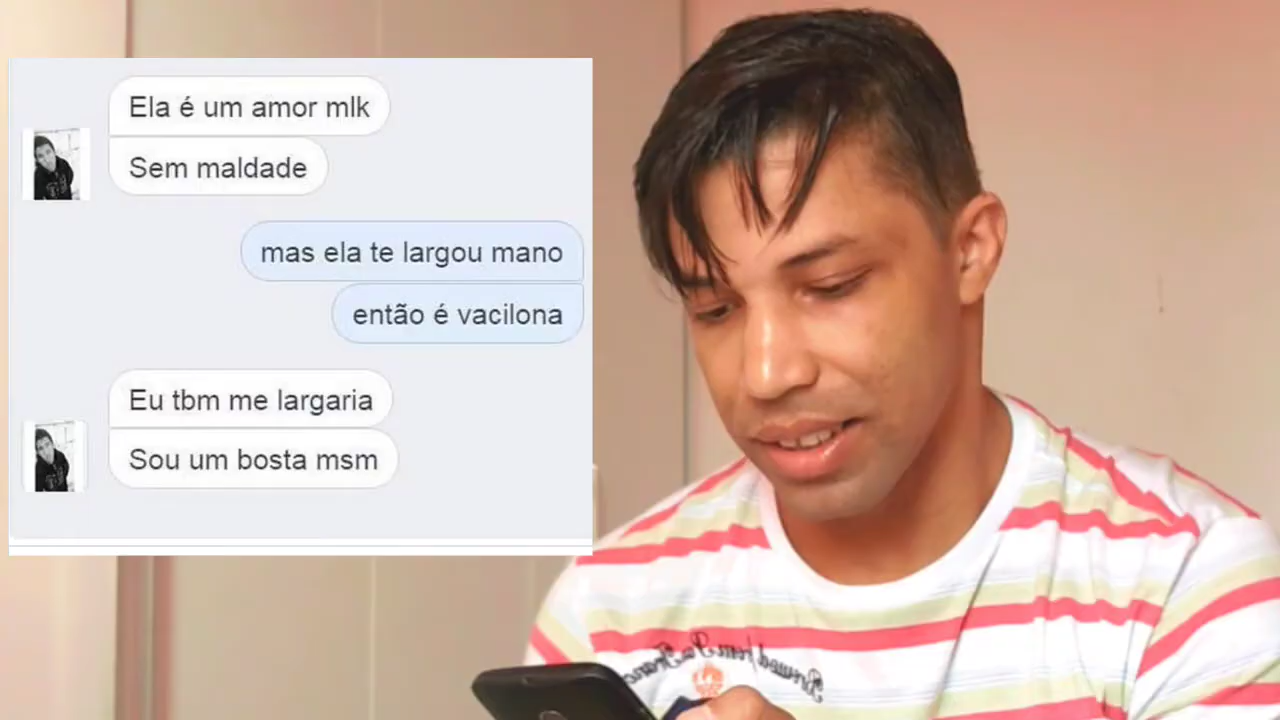 Ela é um amor mlk
Sem maldade
mas ela te largou mano
então é vacilona
Eu tbm me largaria
Sou um bosta msm